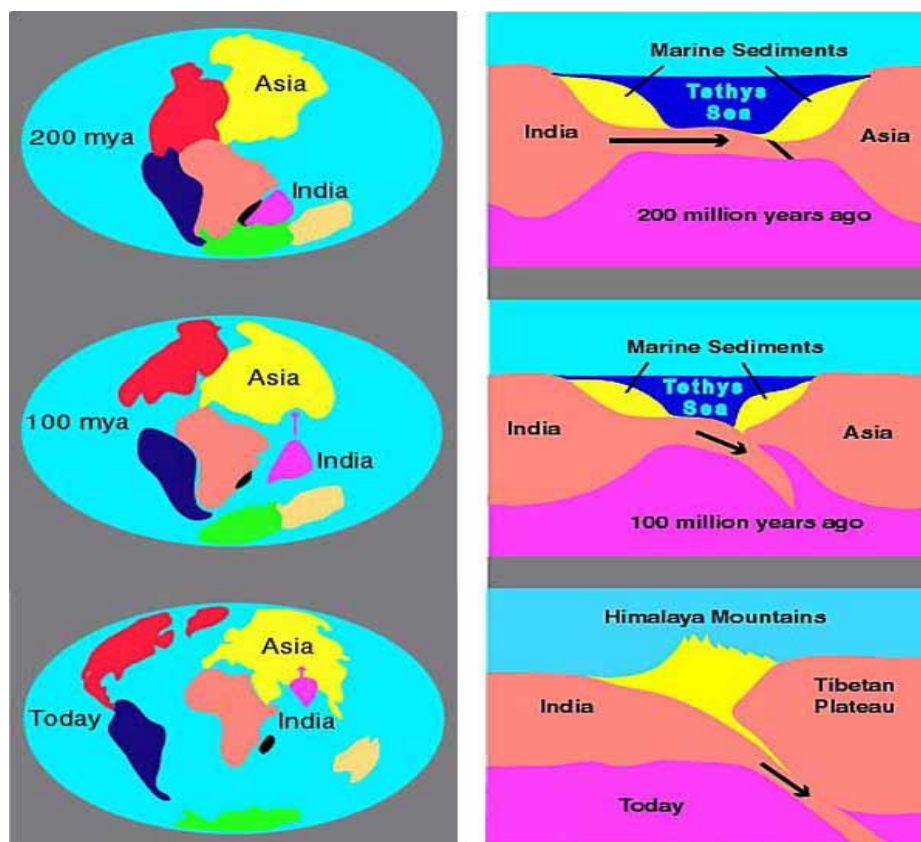 Asia
200 mya
India
Marine Sediments
Tethys
Sea
India
Asia
200 million years ago
Asia
100 mya
India
Marine Sediments
Tethys
Sea
India
Asia
100 million years ago
Asia
Today
India
Himalaya Mountains
India
Tibetan
Plateau
Today